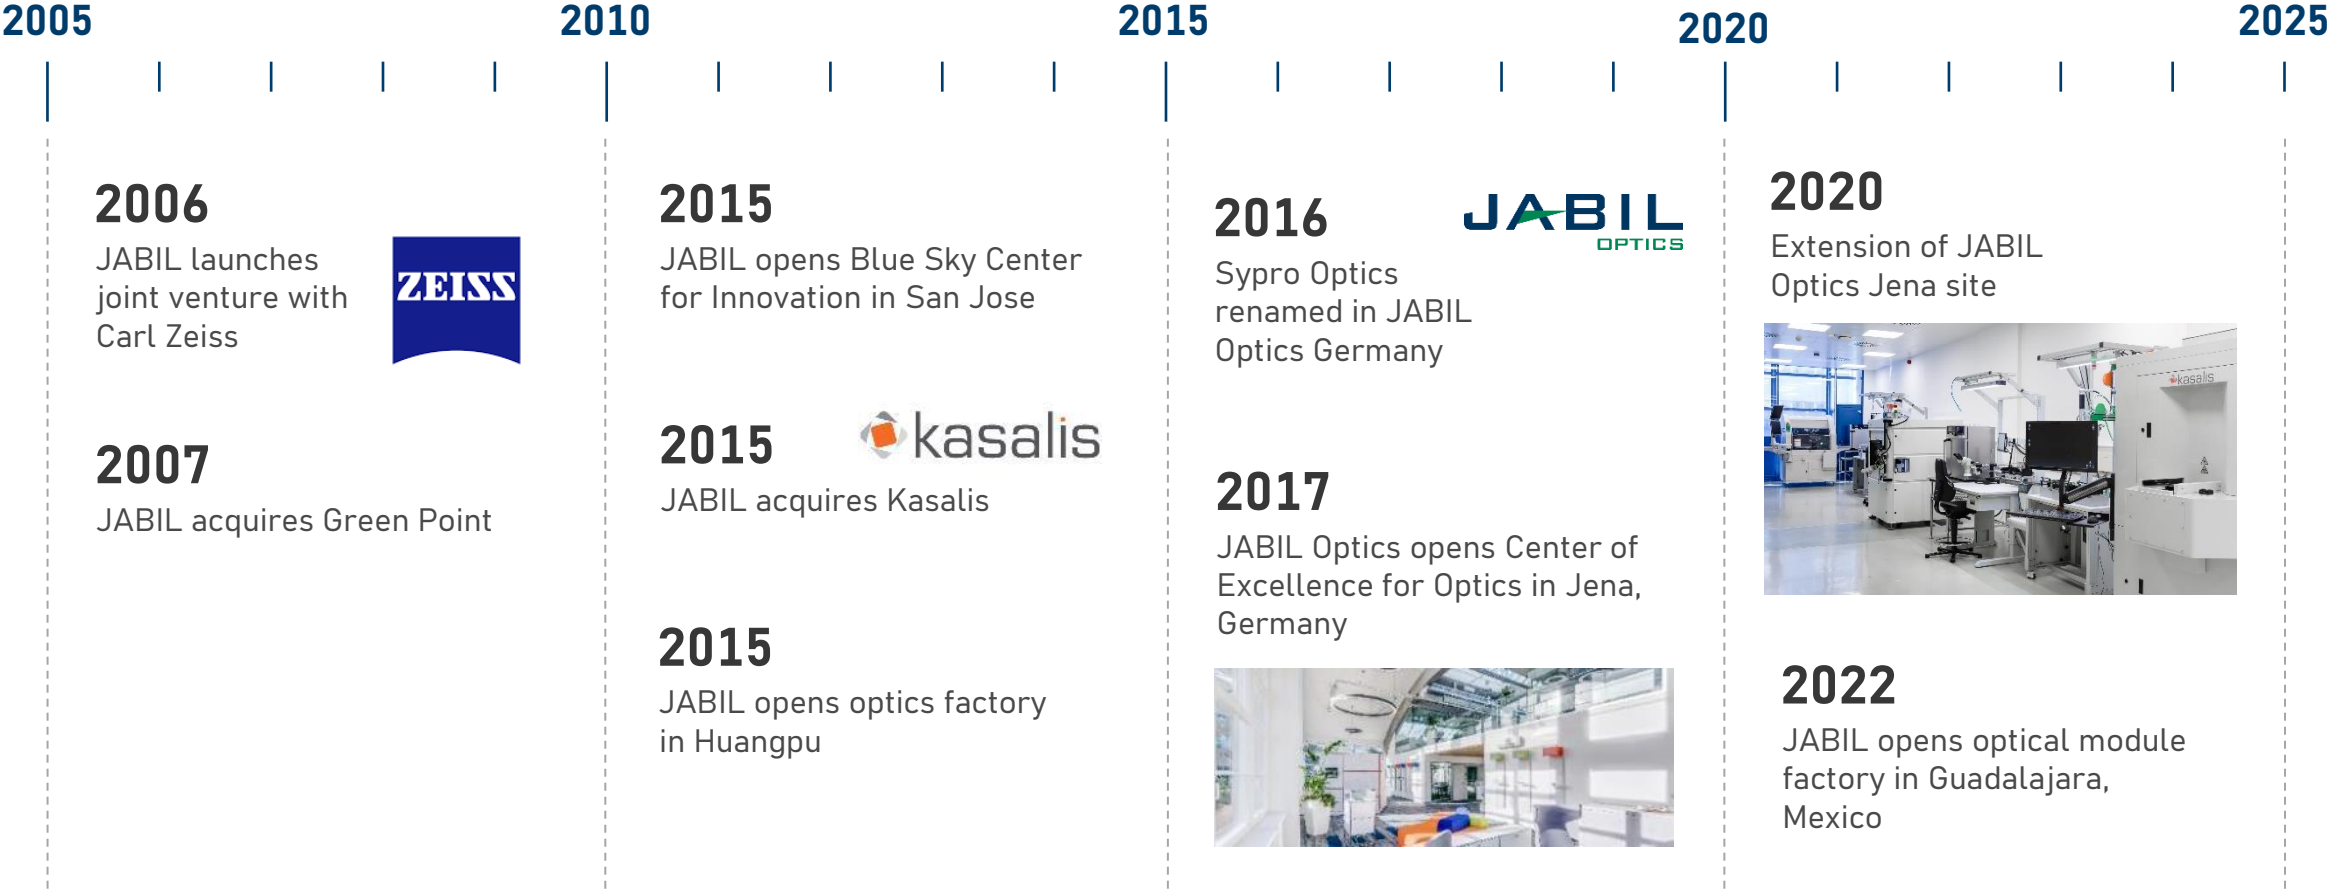 2005
2010
2015
2020
2025
2006
JABIL launches
joint venture with
Carl Zeiss
ZEISS
2007
JABIL acquires Green Point
2015
JABIL opens Blue Sky Center
for Innovation in San Jose
2015
kasalis
JABIL acquires Kasalis
2015
JABIL opens optics factory
in Huangpu
2016
JABIL
OPTICS
Sypro Optics
renamed in JABIL
Optics Germany
2017
JABIL Optics opens Center of
Excellence for Optics in Jena,
Germany
2020
Extension of JABIL
Optics Jena site
kasalis
2022
JABIL opens optical module
factory in Guadalajara,
Mexico